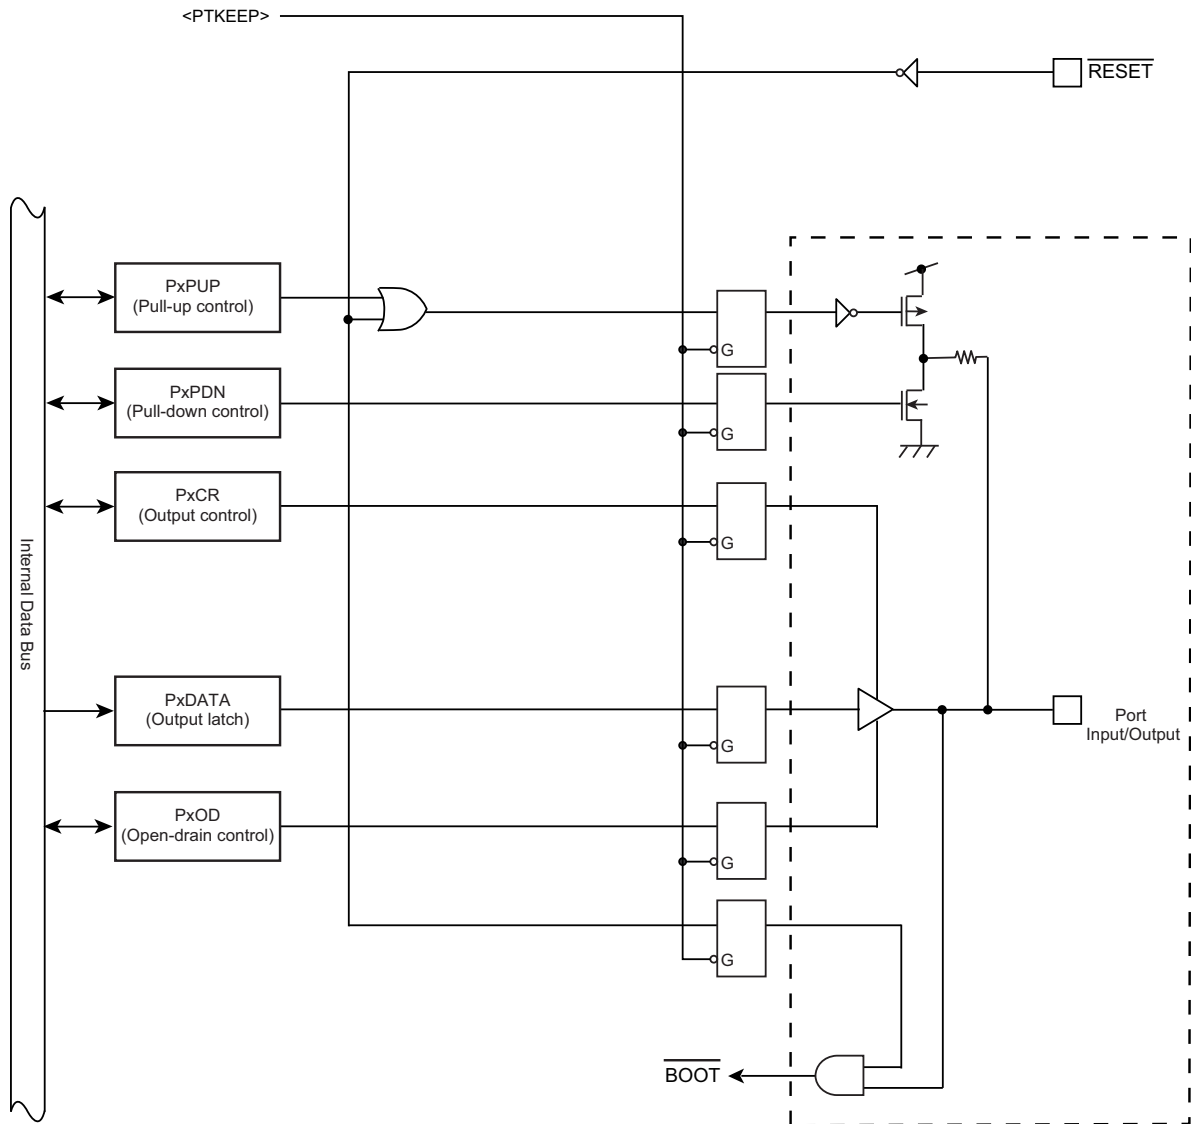 <PTKEEP>
RESET
PxPUP
(Pull-up control)
G
PxPDN
(Pull-down control)
G
PxCR
(Output control)
G
Internal Data Bus
PxDATA
(Output latch)
G
Port
Input/Output
PxOD
(Open-drain control)
G
G
BOOT